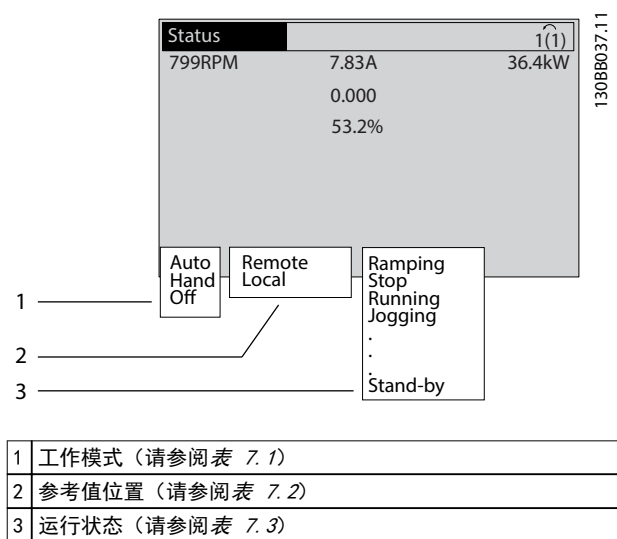 Status 1(1)
799RPM 7.83A 36.4kW
0.000
53.2%
130BB037.11
Auto
Hand
Off
Remote
Local
Ramping
Stop
Running
Jogging
.
.
.
Stand-by
1
2
3
1 工作模式（请参阅表 7.1）
2 参考值位置（请参阅表 7.2）
3 运行状态（请参阅表 7.3）